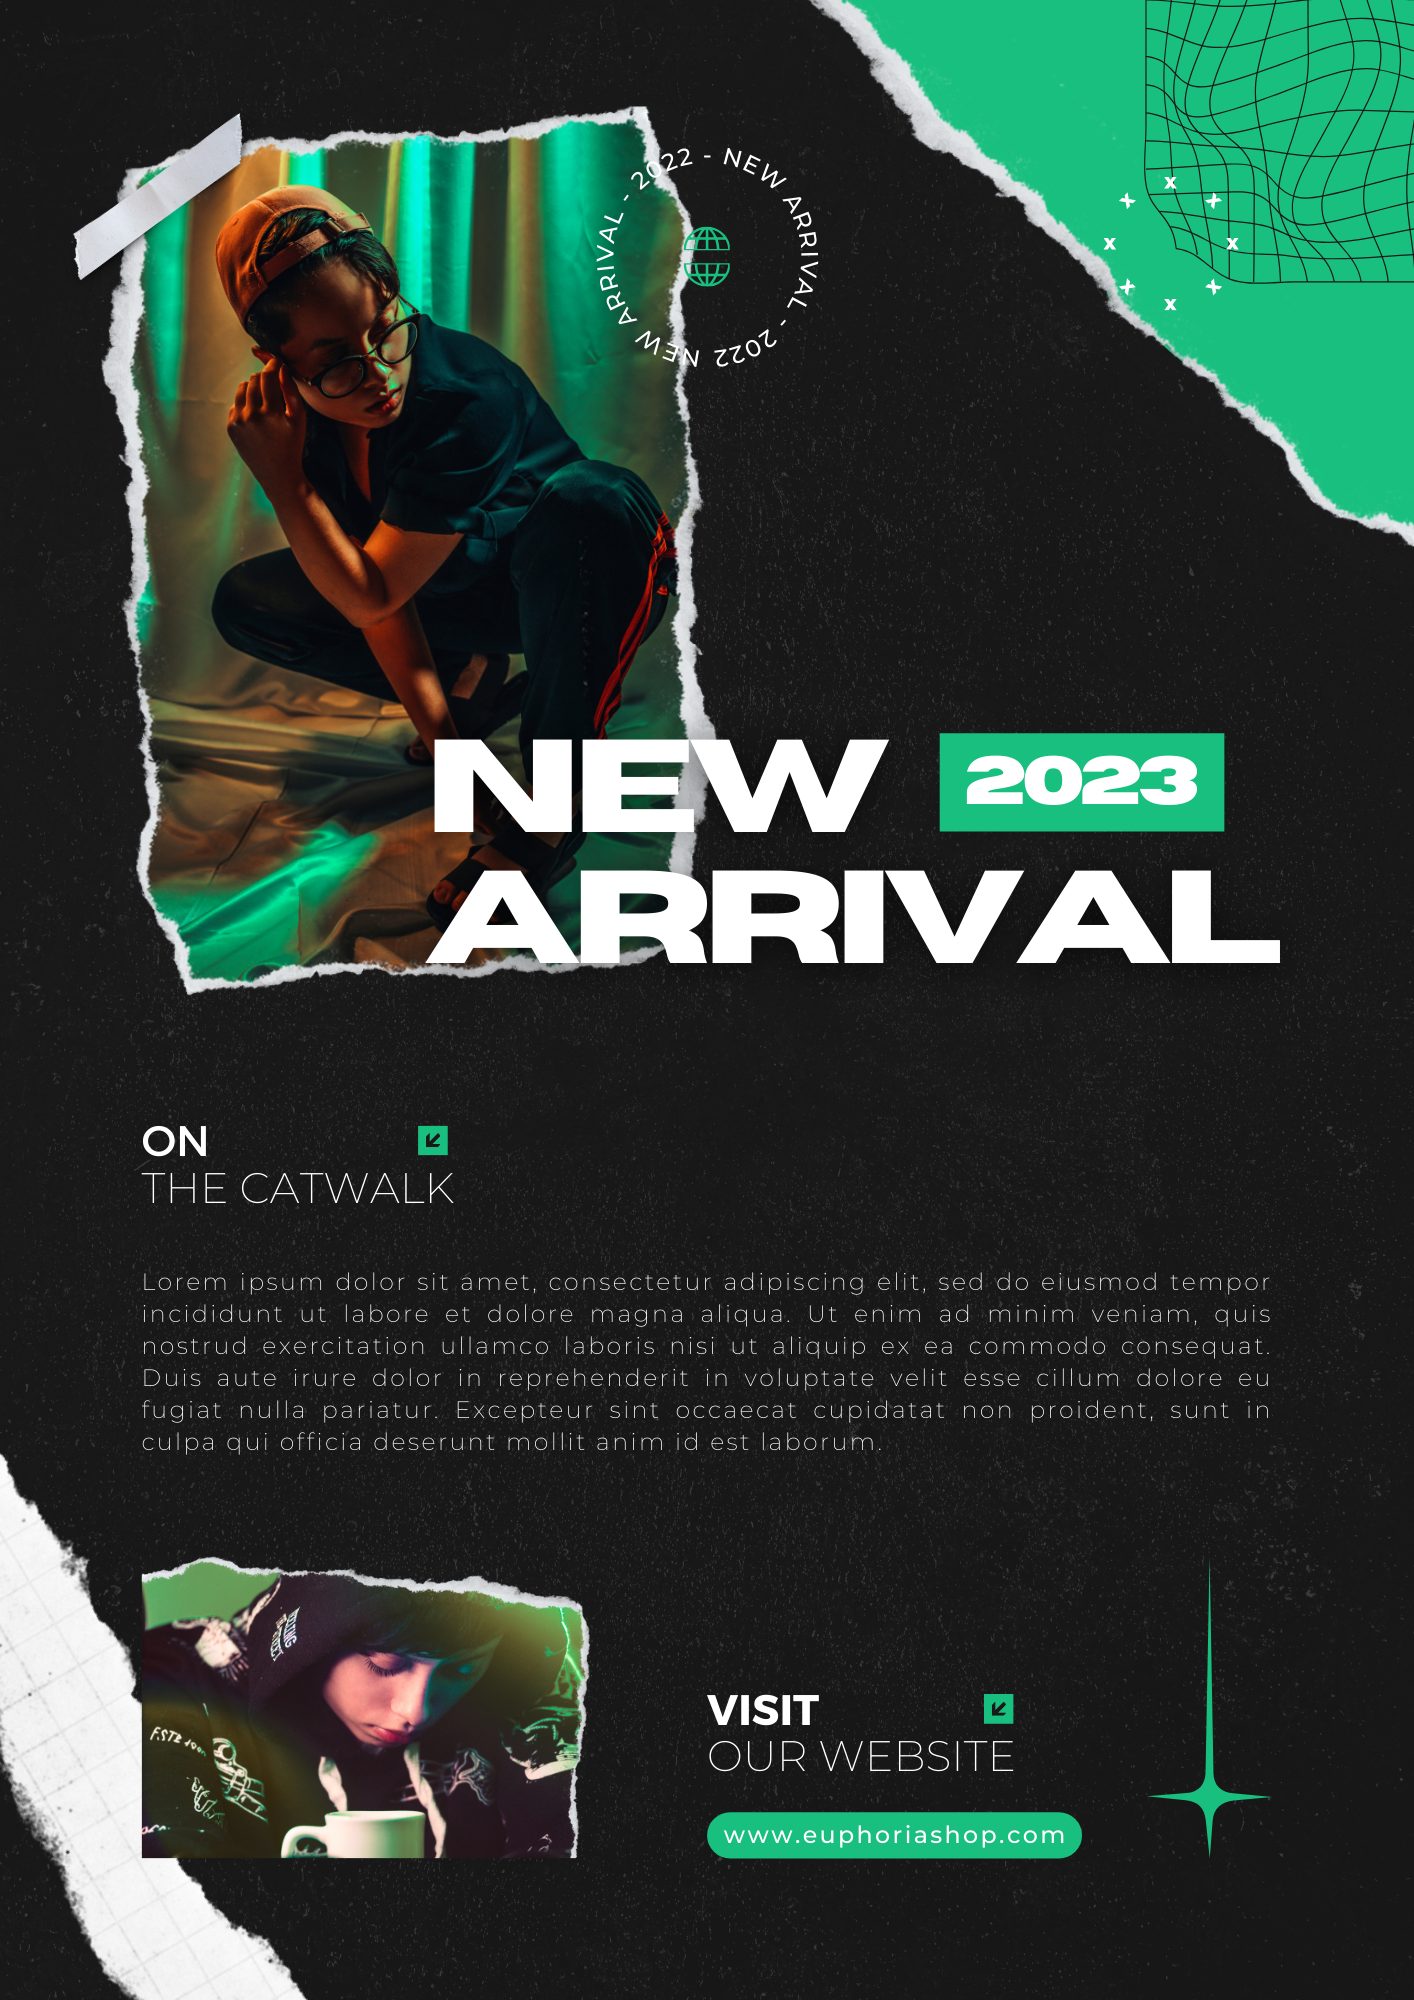 2022 - NEW ARRIVAL - 2022 NEW ARRIVAL -
NEW 2023
ARRIVAL
ON
THE CATWALK
Lorem ipsum dolor sit amet, consectetur adipiscing elit, sed do eiusmod tempor
incididunt ut labore et dolore magna aliqua. Ut enim ad minim veniam, quis
nostrud exercitation ullamco laboris nisi ut aliquip ex ea commodo consequat.
Duis aute irure dolor in reprehenderit in voluptate velit esse cillum dolore eu
fugiat nulla pariatur. Excepteur sint occaecat cupidatat non proident, sunt in
culpa qui officia deserunt mollit anim id est laborum.
VISIT
OUR WEBSITE
www.euphoriashop.com